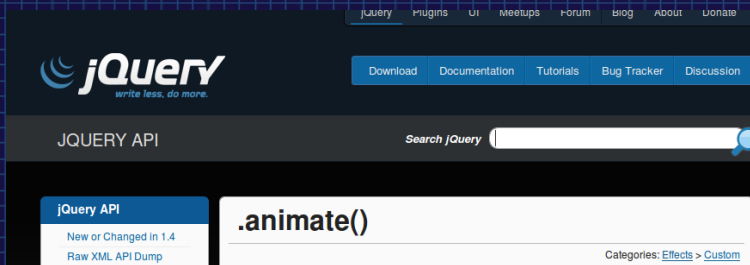 jQuery Plugins UI Meetups Forum Blog About Donate
jQuery
write less, do more.
Download Documentation Tutorials Bug Tracker Discussion
JQUERY API
Search jQuery
jQuery API
New or Changed in 1.4
Raw XML API Dump
.animate()
Categories: Effects > Custom